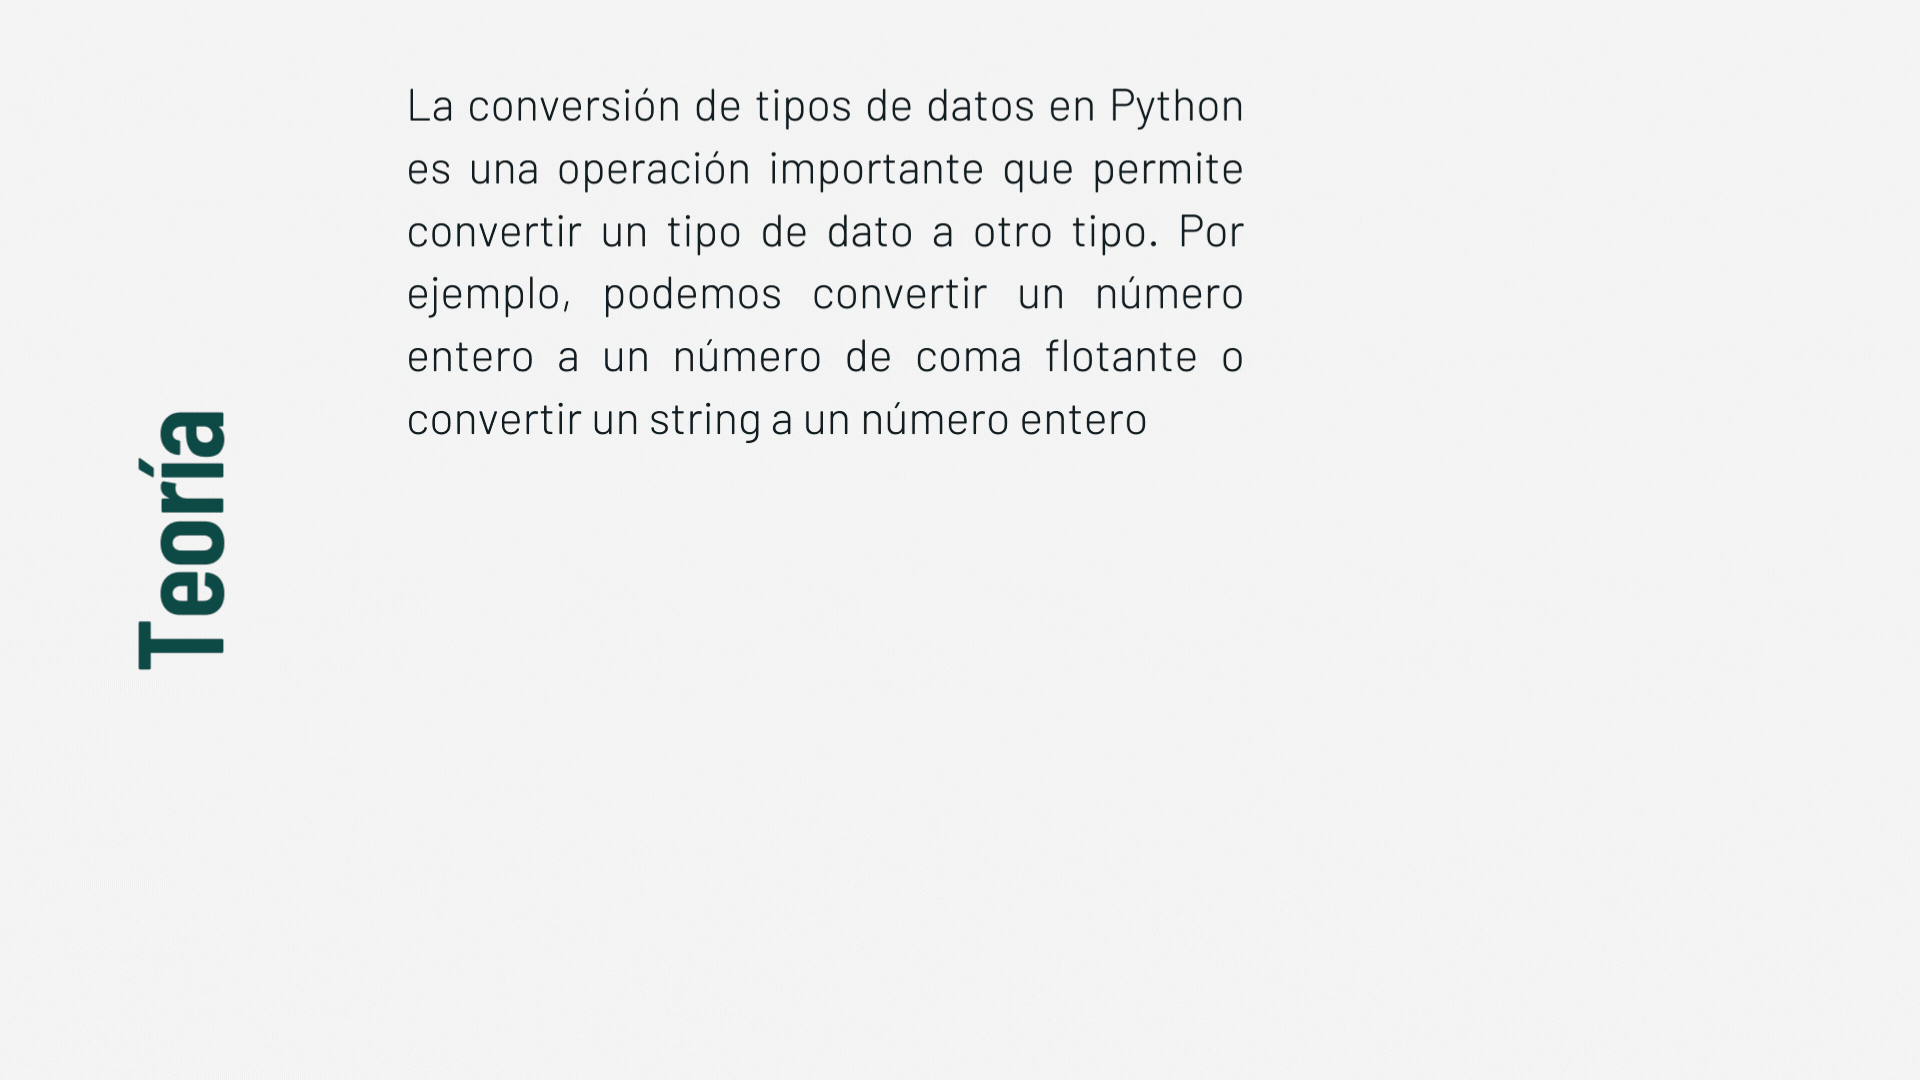 Teoría
La conversión de tipos de datos en Python
es una operación importante que permite
convertir un tipo de dato a otro tipo. Por
ejemplo, podemos convertir un número
entero a un número de coma flotante o
convertir un string a un número entero